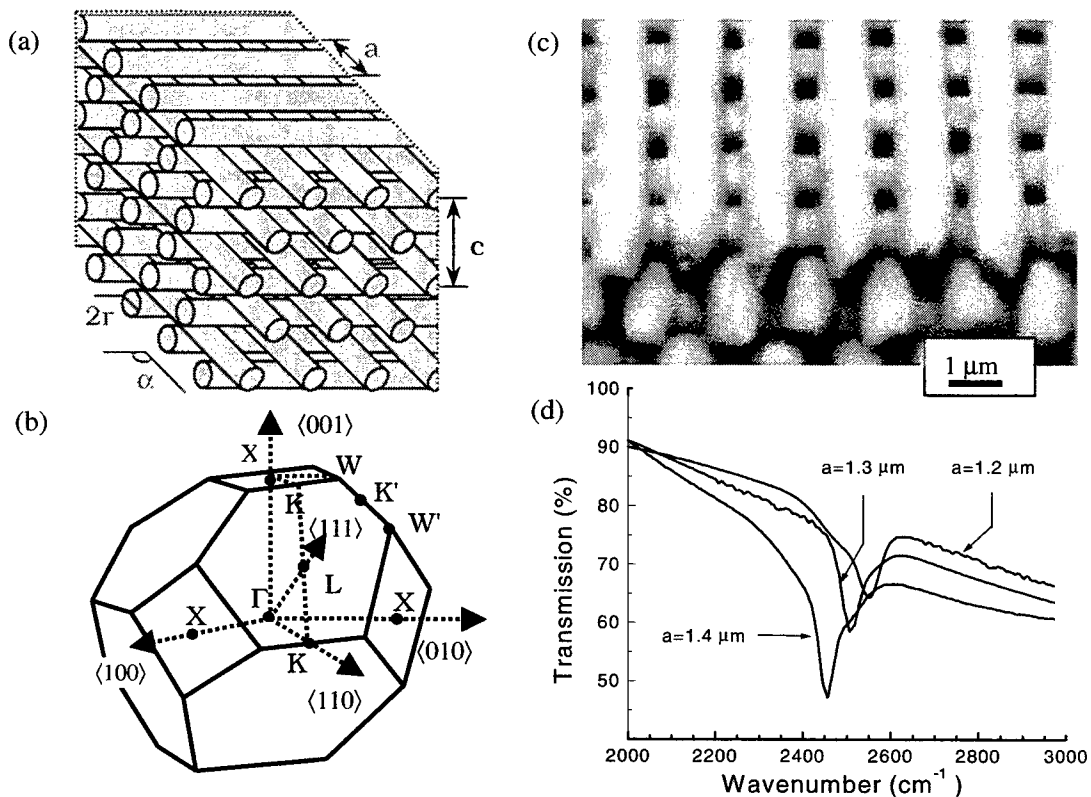 (a)
a
c
2r
α
(b)
⟨001⟩
X
W
K
K'
W'
⟨111⟩
L
Γ
X
X
⟨100⟩
K
⟨010⟩
⟨110⟩
(c)
1 μm
(d)
100
90
80
70
60
50
Transmission (%)
a=1.3 μm
a=1.2 μm
a=1.4 μm
2000 2200 2400 2600 2800 3000
Wavenumber (cm⁻¹)